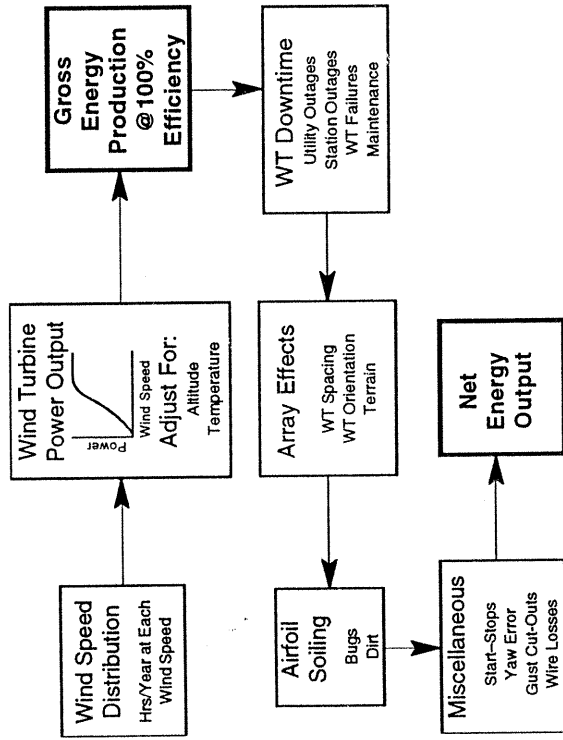 Wind Speed
Distribution
Hrs/Year at Each
Wind Speed
Wind Turbine
Power Output
Power
Wind Speed
Adjust For:
Altitude
Temperature
Gross
Energy
Production
@100%
Efficiency
WT Downtime
Utility Outages
Station Outages
WT Failures
Maintenance
Array Effects
WT Spacing
WT Orientation
Terrain
Airfoil
Soiling
Bugs
Dirt
Miscellaneous
Start–Stops
Yaw Error
Gust Cut-Outs
Wire Losses
Net
Energy
Output